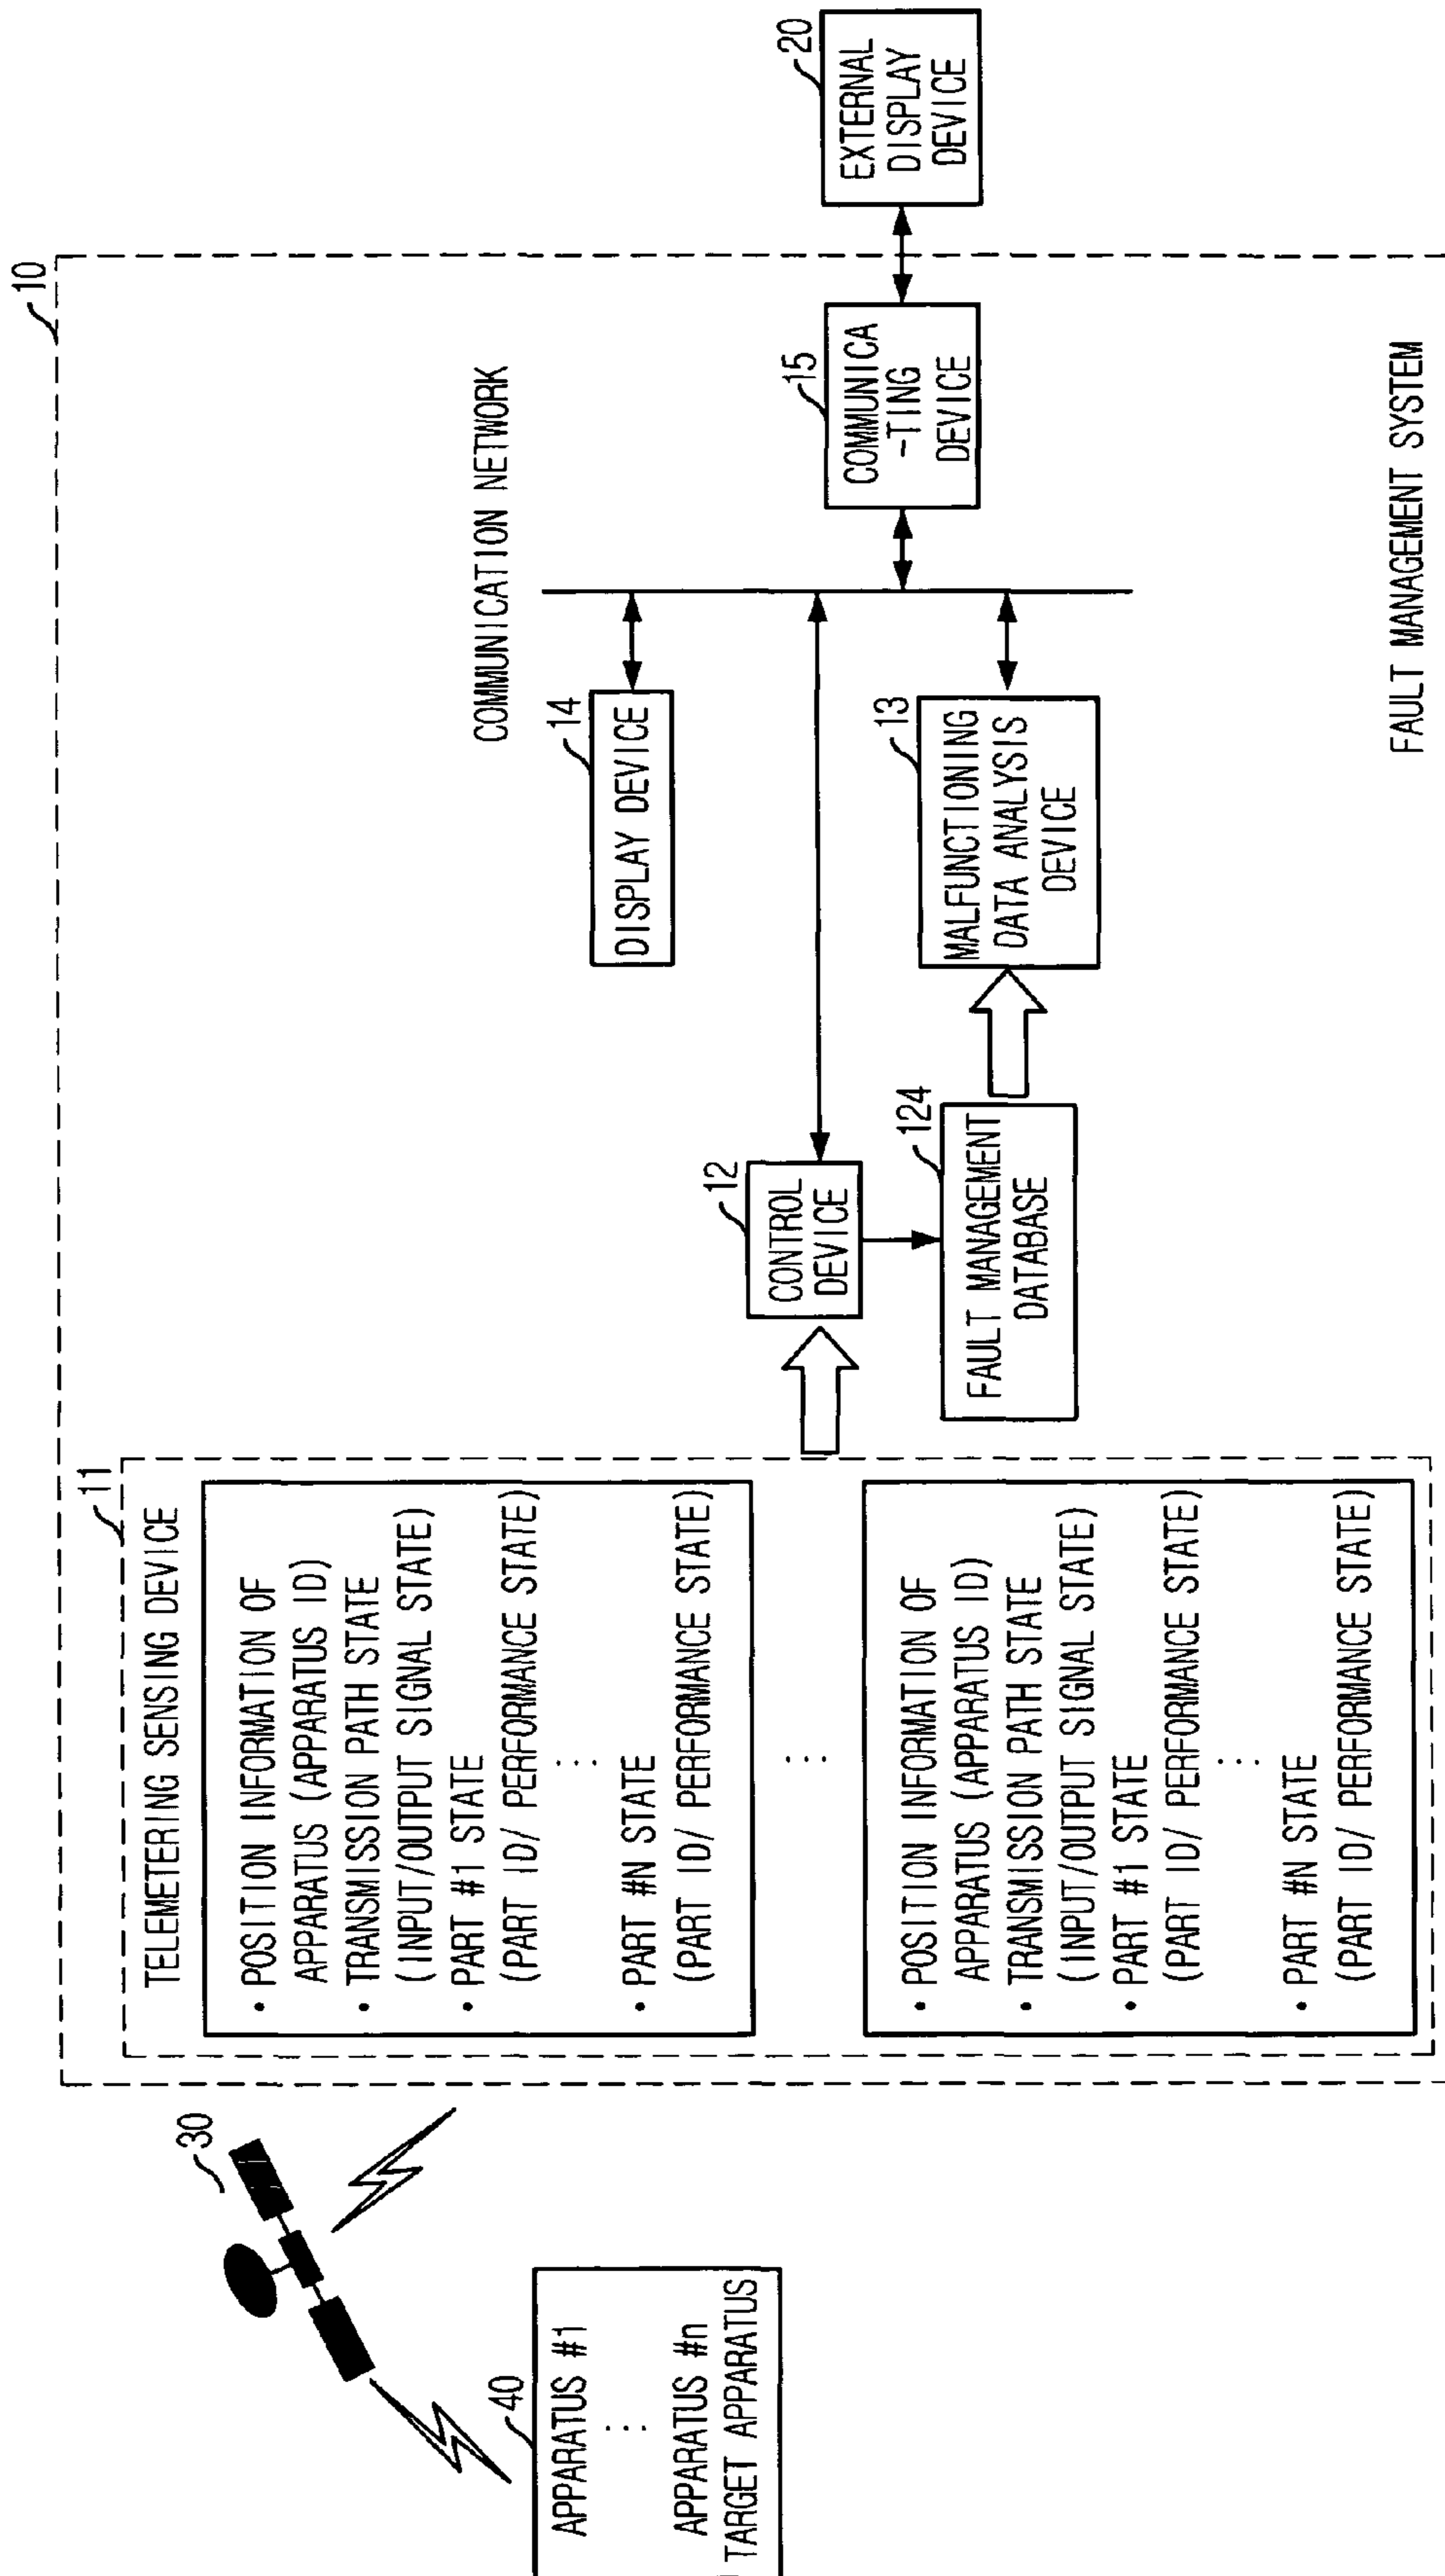 10
11
TELEMETERING SENSING DEVICE
• POSITION INFORMATION OF
APPARATUS (APPARATUS ID)
• TRANSMISSION PATH STATE
(INPUT/OUTPUT SIGNAL STATE)
• PART #1 STATE
(PART ID/ PERFORMANCE STATE)
⋮
• PART #N STATE
(PART ID/ PERFORMANCE STATE)
⋮
• POSITION INFORMATION OF
APPARATUS (APPARATUS ID)
• TRANSMISSION PATH STATE
(INPUT/OUTPUT SIGNAL STATE)
• PART #1 STATE
(PART ID/ PERFORMANCE STATE)
⋮
• PART #N STATE
(PART ID/ PERFORMANCE STATE)
30
40
APPARATUS #1
⋮
APPARATUS #n
TARGET APPARATUS
12
CONTROL
DEVICE
124
FAULT MANAGEMENT
DATABASE
COMMUNICATION NETWORK
14
DISPLAY DEVICE
13
MALFUNCTIONING
DATA ANALYSIS
DEVICE
15
COMMUNICA
-TING
DEVICE
20
EXTERNAL
DISPLAY
DEVICE
FAULT MANAGEMENT SYSTEM